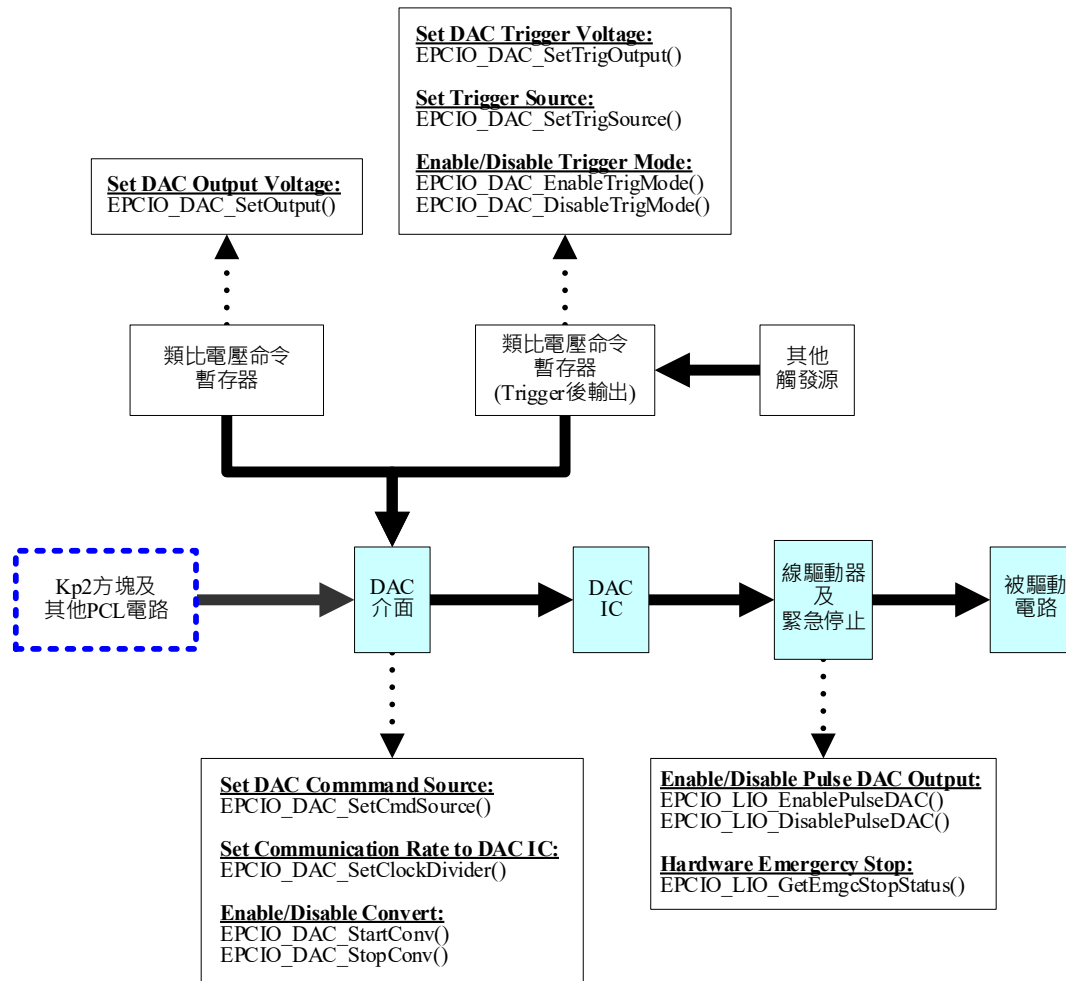 Set DAC Trigger Voltage:
EPCIO_DAC_SetTrigOutput()
Set Trigger Source:
EPCIO_DAC_SetTrigSource()
Enable/Disable Trigger Mode:
EPCIO_DAC_EnableTrigMode()
EPCIO_DAC_DisableTrigMode()
Set DAC Output Voltage:
EPCIO_DAC_SetOutput()
類比電壓命令
暫存器
類比電壓命令
暫存器
(Trigger後輸出)
其他
觸發源
Kp2方塊及
其他PCL電路
DAC
介面
DAC
IC
線驅動器
及
緊急停止
被驅動
電路
Set DAC Commmand Source:
EPCIO_DAC_SetCmdSource()
Set Communication Rate to DAC IC:
EPCIO_DAC_SetClockDivider()
Enable/Disable Convert:
EPCIO_DAC_StartConv()
EPCIO_DAC_StopConv()
Enable/Disable Pulse DAC Output:
EPCIO_LIO_EnablePulseDAC()
EPCIO_LIO_DisablePulseDAC()
Hardware Emergercy Stop:
EPCIO_LIO_GetEmgcStopStatus()